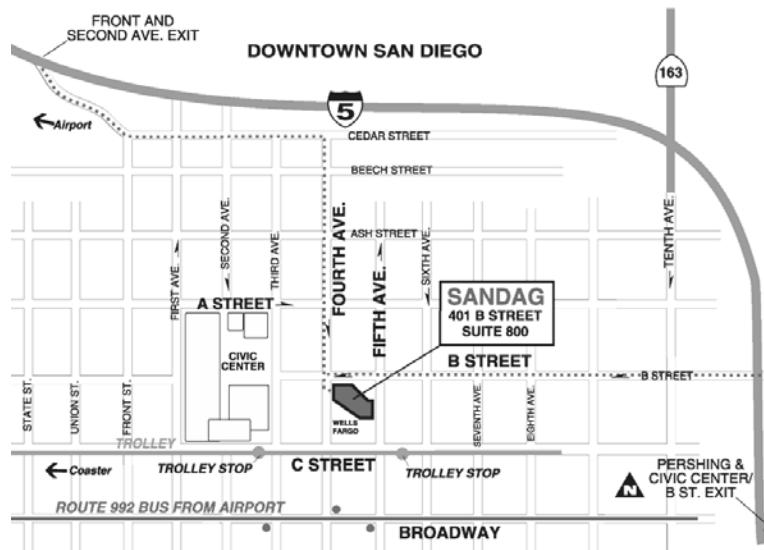 FRONT AND
SECOND AVE. EXIT
DOWNTOWN SAN DIEGO
163
5
Airport
CEDAR STREET
BEECH STREET
FIRST AVE.
SECOND AVE.
THIRD AVE.
FOURTH AVE.
ASH STREET
FIFTH AVE.
SIXTH AVE.
TENTH AVE.
A STREET
SANDAG
401 B STREET
SUITE 800
CIVIC
CENTER
B STREET
B STREET
STATE ST.
UNION ST.
FRONT ST.
WELLS
FARGO
SEVENTH AVE.
EIGHTH AVE.
TROLLEY
Coaster
TROLLEY STOP
C STREET
TROLLEY STOP
PERSHING &
CIVIC CENTER/
B ST. EXIT
N
ROUTE 992 BUS FROM AIRPORT
BROADWAY